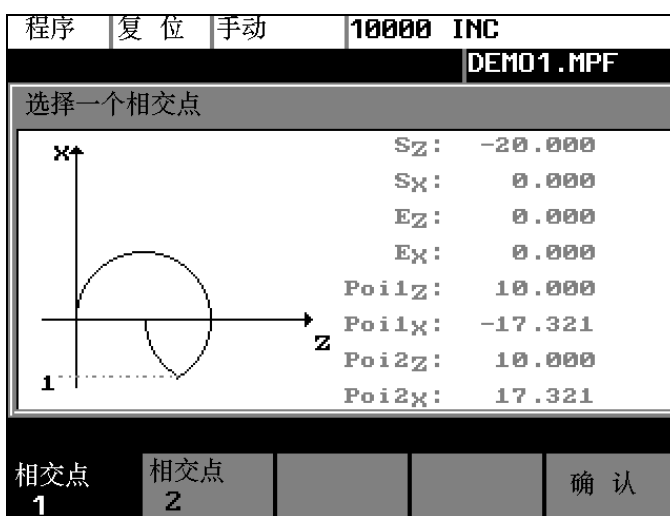 程序 复 位 手动 10000 INC
DEMO1.MPF
选择一个相交点
X
SZ: -20.000
SX: 0.000
EZ: 0.000
EX: 0.000
Poi1Z: 10.000
Poi1X: -17.321
Z
Poi2Z: 10.000
1
Poi2X: 17.321
相交点 1 相交点 2 确 认